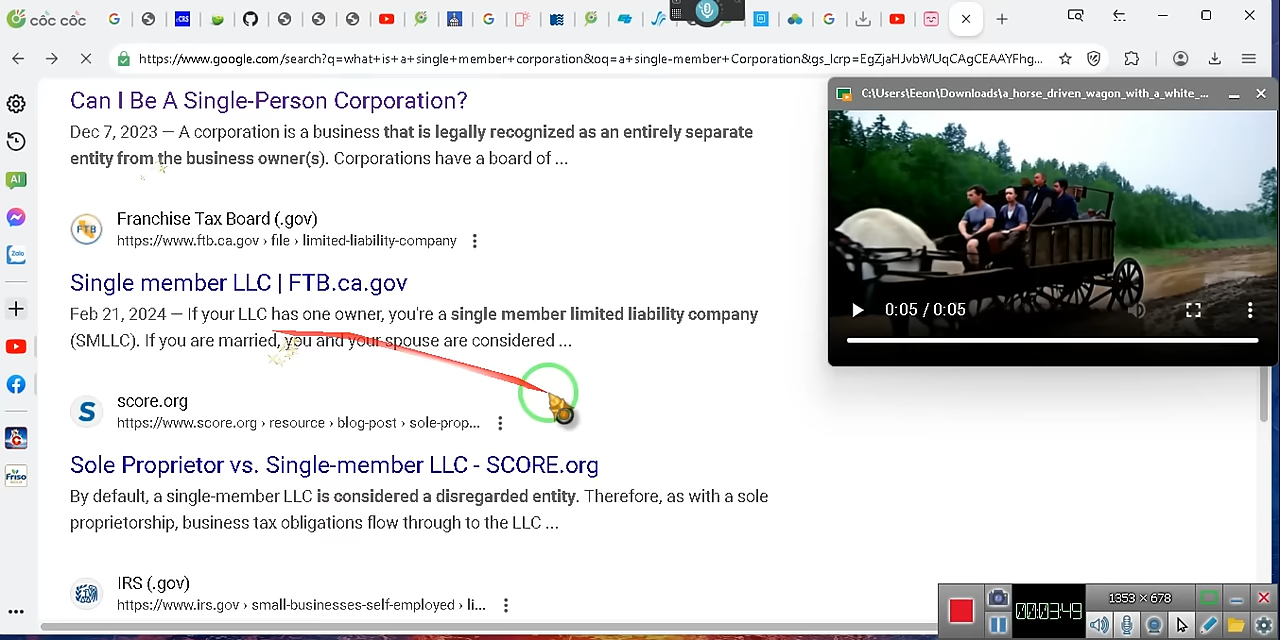 cốc cốc
https://www.google.com/search?q=what+is+a+single+member+corporation&oq=a+single-member+Corporation&gs_lcrp=EgZjaHJvbWUqCAgCEAAYFhg...
Can I Be A Single-Person Corporation?
Dec 7, 2023 — A corporation is a business that is legally recognized as an entirely separate
entity from the business owner(s). Corporations have a board of ...
FTB
Franchise Tax Board (.gov)
https://www.ftb.ca.gov › file › limited-liability-company
Single member LLC | FTB.ca.gov
Feb 21, 2024 — If your LLC has one owner, you're a single member limited liability company
(SMLLC). If you are married, you and your spouse are considered ...
S
score.org
https://www.score.org › resource › blog-post › sole-prop...
Sole Proprietor vs. Single-member LLC - SCORE.org
By default, a single-member LLC is considered a disregarded entity. Therefore, as with a sole
proprietorship, business tax obligations flow through to the LLC ...
IRS (.gov)
https://www.irs.gov › small-businesses-self-employed › li...
AI
Zalo
Friso
C:\Users\Eeon\Downloads\a_horse_driven_wagon_with_a_white_...
0:05 / 0:05
00:03:49
1353 × 678